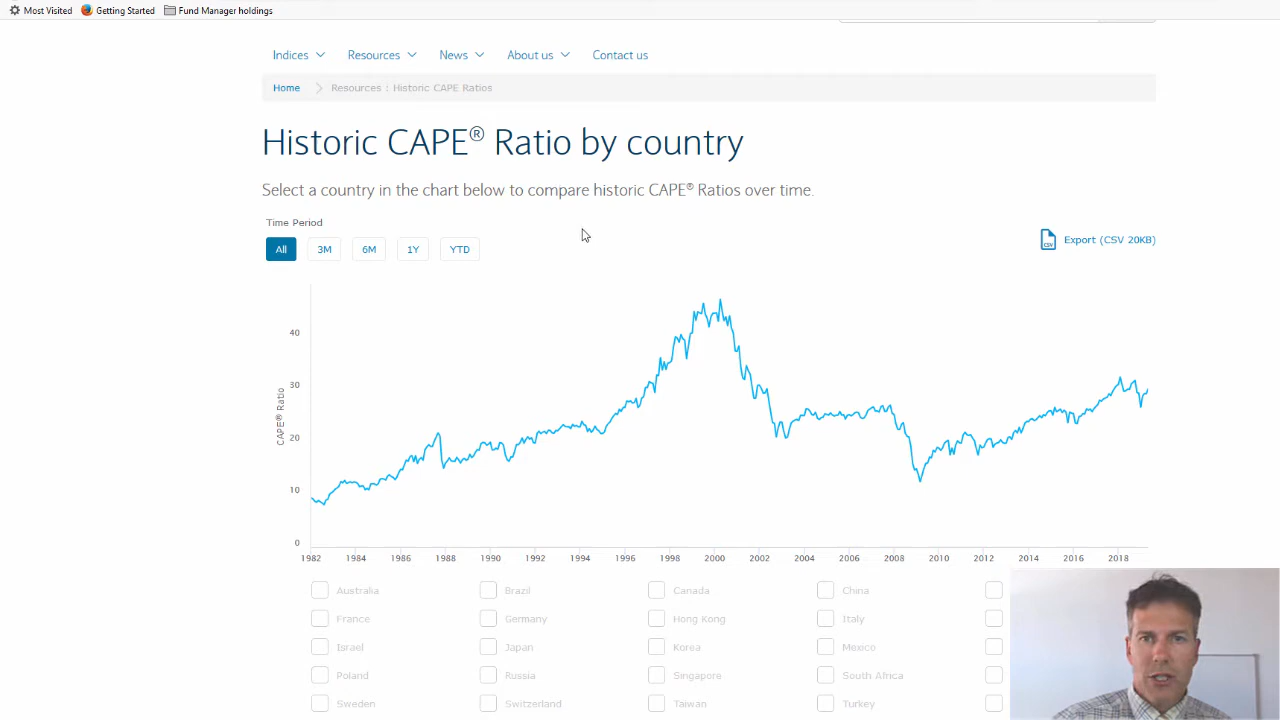 Most Visited Getting Started Fund Manager holdings
Indices Resources News About us Contact us
Home Resources : Historic CAPE Ratios
Historic CAPE® Ratio by country
Select a country in the chart below to compare historic CAPE® Ratios over time.
Time Period
All 3M 6M 1Y YTD
CSV Export (CSV 20KB)
CAPE® Ratio
40
30
20
10
0
1982 1984 1986 1988 1990 1992 1994 1996 1998 2000 2002 2004 2006 2008 2010 2012 2014 2016 2018
Australia Brazil Canada China
France Germany Hong Kong Italy
Israel Japan Korea Mexico
Poland Russia Singapore South Africa
Sweden Switzerland Taiwan Turkey